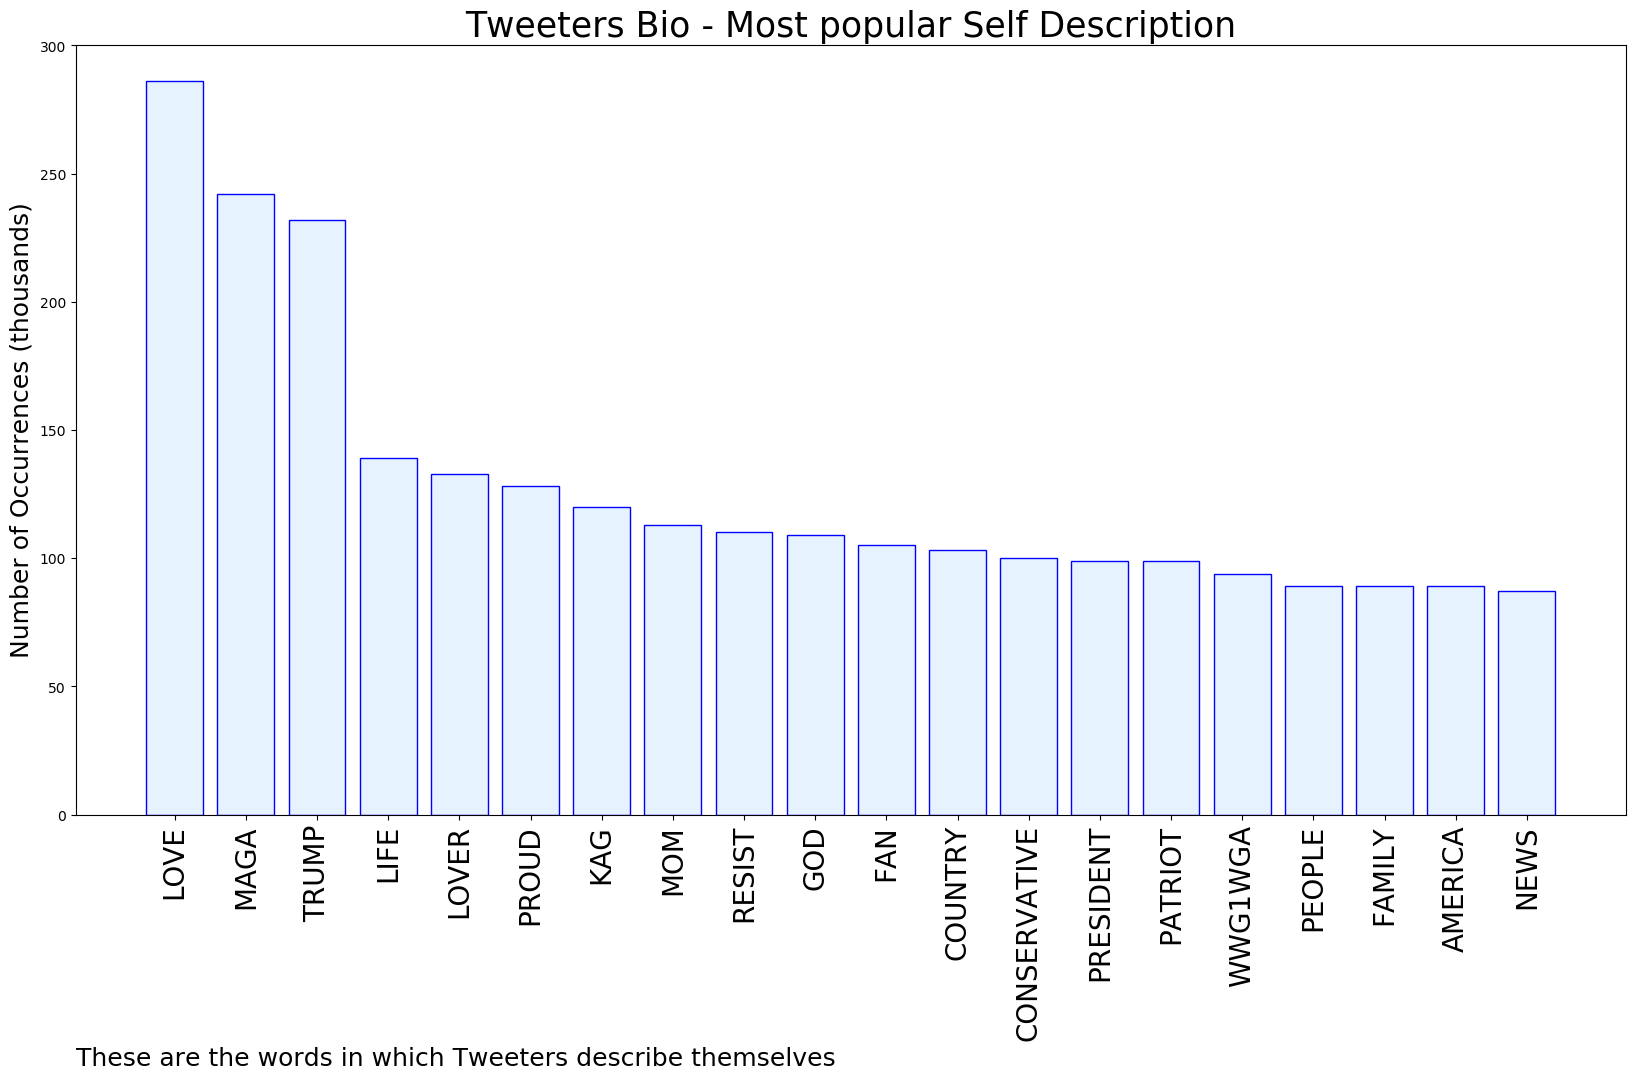 Tweeters Bio - Most popular Self Description
Number of Occurrences (thousands)
300
250
200
150
100
50
0
LOVE
MAGA
TRUMP
LIFE
LOVER
PROUD
KAG
MOM
RESIST
GOD
FAN
COUNTRY
CONSERVATIVE
PRESIDENT
PATRIOT
WWG1WGA
PEOPLE
FAMILY
AMERICA
NEWS
These are the words in which Tweeters describe themselves